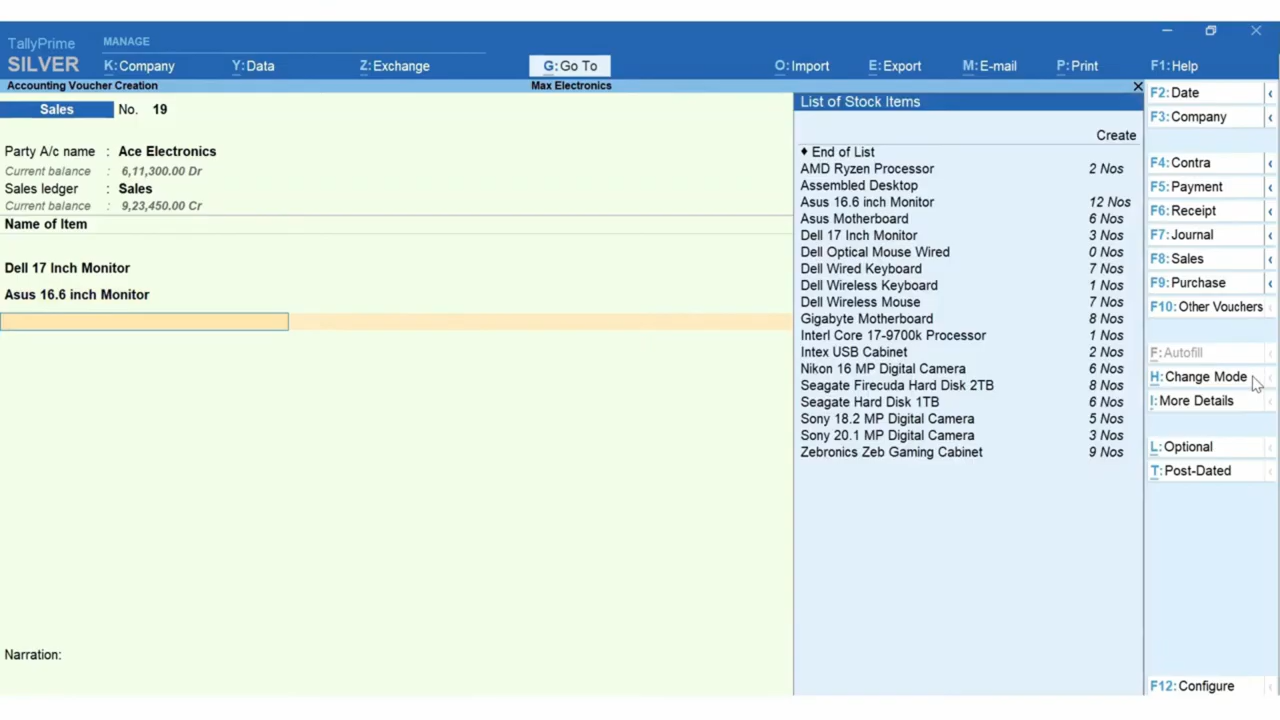 TallyPrime
MANAGE
SILVER
K:Company
Y:Data
Z:Exchange
G:Go To
O:Import
E:Export
M:E-mail
P:Print
F1:Help
Accounting Voucher Creation
Max Electronics
Sales
No. 19
Party A/c name : Ace Electronics
Current balance : 6,11,300.00 Dr
Sales ledger : Sales
Current balance : 9,23,450.00 Cr
Name of Item
Dell 17 Inch Monitor
Asus 16.6 inch Monitor
Narration:
List of Stock Items
Create
♦ End of List
AMD Ryzen Processor 2 Nos
Assembled Desktop
Asus 16.6 inch Monitor 12 Nos
Asus Motherboard 6 Nos
Dell 17 Inch Monitor 3 Nos
Dell Optical Mouse Wired 0 Nos
Dell Wired Keyboard 7 Nos
Dell Wireless Keyboard 1 Nos
Dell Wireless Mouse 7 Nos
Gigabyte Motherboard 8 Nos
Interl Core 17-9700k Processor 1 Nos
Intex USB Cabinet 2 Nos
Nikon 16 MP Digital Camera 6 Nos
Seagate Firecuda Hard Disk 2TB 8 Nos
Seagate Hard Disk 1TB 6 Nos
Sony 18.2 MP Digital Camera 5 Nos
Sony 20.1 MP Digital Camera 3 Nos
Zebronics Zeb Gaming Cabinet 9 Nos
F2:Date
F3:Company
F4:Contra
F5:Payment
F6:Receipt
F7:Journal
F8:Sales
F9:Purchase
F10:Other Vouchers
F:Autofill
H:Change Mode
I:More Details
L:Optional
T:Post-Dated
F12:Configure